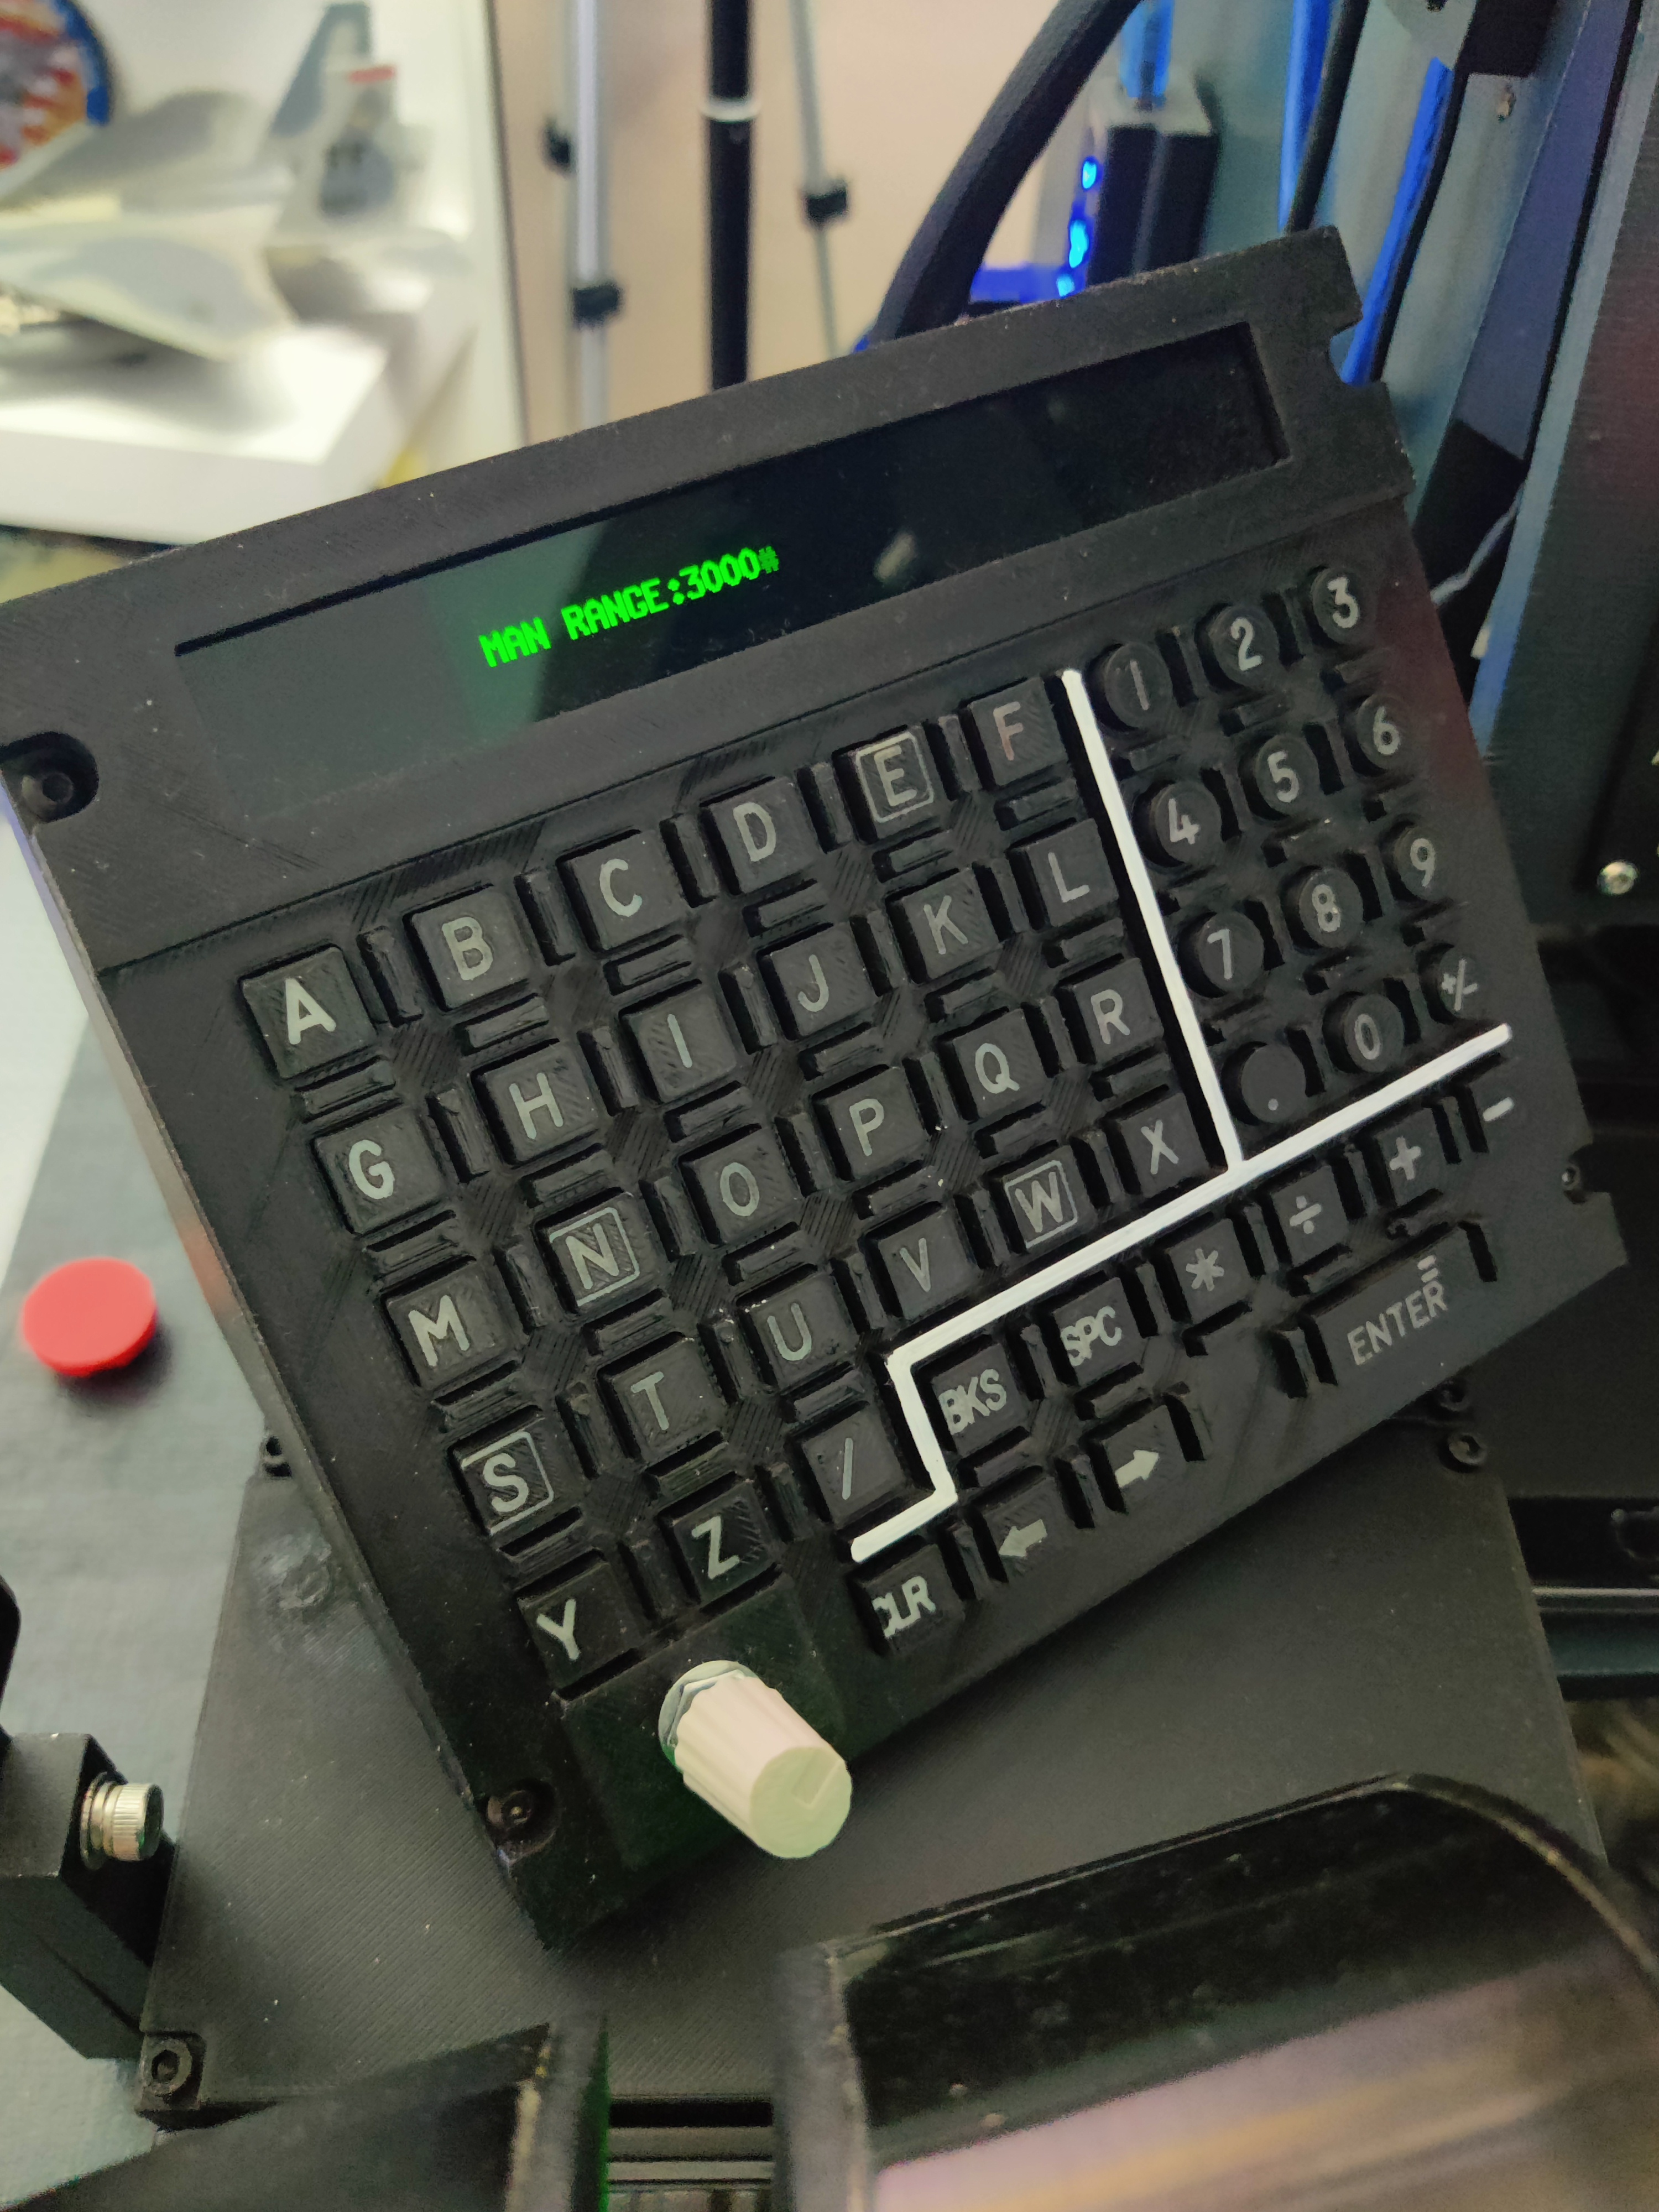 MAN RANGE:3000#
A B C D E F 1 2 3
G H I J K L 4 5 6
M N O P Q R 7 8 9
S T U V W X . 0 +/-
Y Z / BKS SPC * ÷ + -
CLR ← → ENTER =